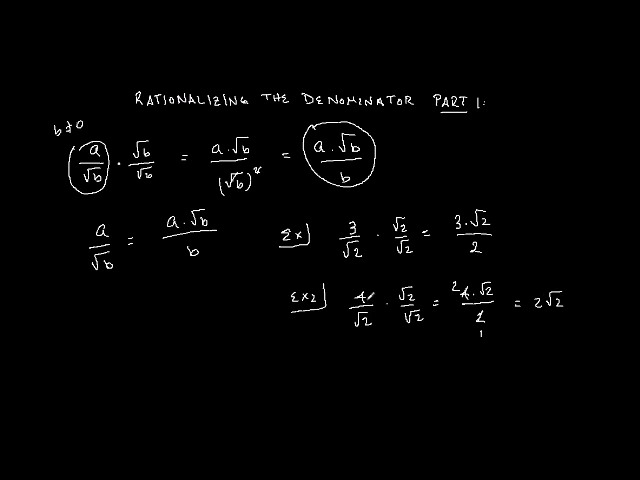 RATIONALIZING THE DENOMINATOR PART 1:
b≠0
a/√b · √b/√b = a·√b/(√b)² = a·√b/b
a/√b = a·√b/b
Ex] 3/√2 · √2/√2 = 3·√2/2
Ex2] 4/√2 · √2/√2 = ²4·√2/2 1 = 2√2